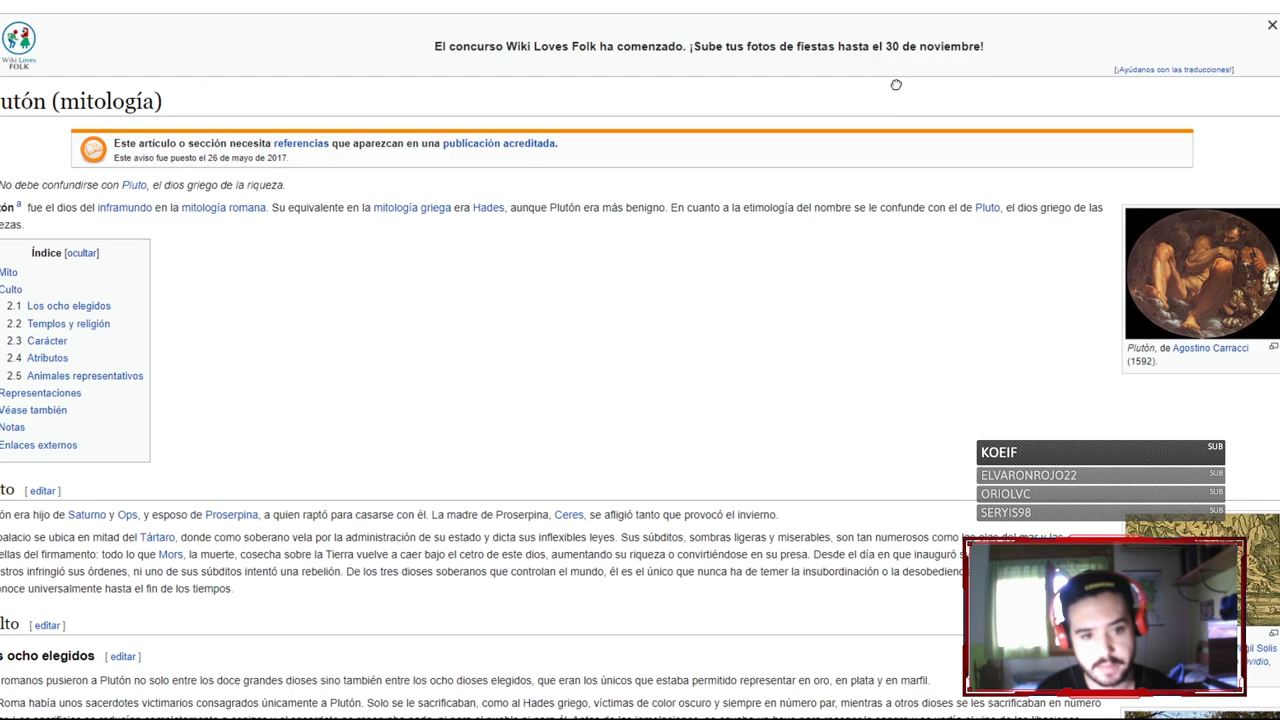 Wiki Loves
FOLK
El concurso Wiki Loves Folk ha comenzado. ¡Sube tus fotos de fiestas hasta el 30 de noviembre!
[¡Ayúdanos con las traducciones!]
utón (mitología)
Este artículo o sección necesita referencias que aparezcan en una publicación acreditada.
Este aviso fue puesto el 26 de mayo de 2017.
No debe confundirse con Pluto, el dios griego de la riqueza.
tón a fue el dios del inframundo en la mitología romana. Su equivalente en la mitología griega era Hades, aunque Plutón era más benigno. En cuanto a la etimología del nombre se le confunde con el de Pluto, el dios griego de las
ezas.
Índice [ocultar]
Mito
Culto
2.1 Los ocho elegidos
2.2 Templos y religión
2.3 Carácter
2.4 Atributos
2.5 Animales representativos
Representaciones
Véase también
Notas
Enlaces externos
Plutón, de Agostino Carracci
(1592).
KOEIF SUB
ELVARONROJO22 SUB
ORIOLVC SUB
SERYIS98 SUB
to [ editar ]
ón era hijo de Saturno y Ops, y esposo de Proserpina, a quien raptó para casarse con él. La madre de Proserpina, Ceres, se afligió tanto que provocó el invierno.
palacio se ubica en mitad del Tártaro, donde como soberano vela por la administración de su estado y dicta sus inflexibles leyes. Sus súbditos, sombras ligeras y miserables, son tan numerosos como las olas del mar y las
ellas del firmamento: todo lo que Mors, la muerte, cosecha sobre la Tierra vuelve a caer bajo el cetro de este dios, aumentando su riqueza o convirtiéndose en su presa. Desde el día en que inauguró s
stros infringió sus órdenes, ni uno de sus súbditos intentó una rebelión. De los tres dioses soberanos que controlan el mundo, él es el único que nunca ha de temer la insubordinación o la desobedienc
noce universalmente hasta el fin de los tiempos.
lto [ editar ]
s ocho elegidos [ editar ]
romanos pusieron a Plutón no solo entre los doce grandes dioses sino también entre los ocho dioses elegidos, que eran los únicos que estaba permitido representar en oro, en plata y en marfil.
Roma había unos sacerdotes victimarios consagrados únicamente a Plutón. Solo se le sacrificaban, como al Hades griego, víctimas de color oscuro y siempre en número par, mientras a otros dioses se les sacrificaban en número
gil Solis
vidio,